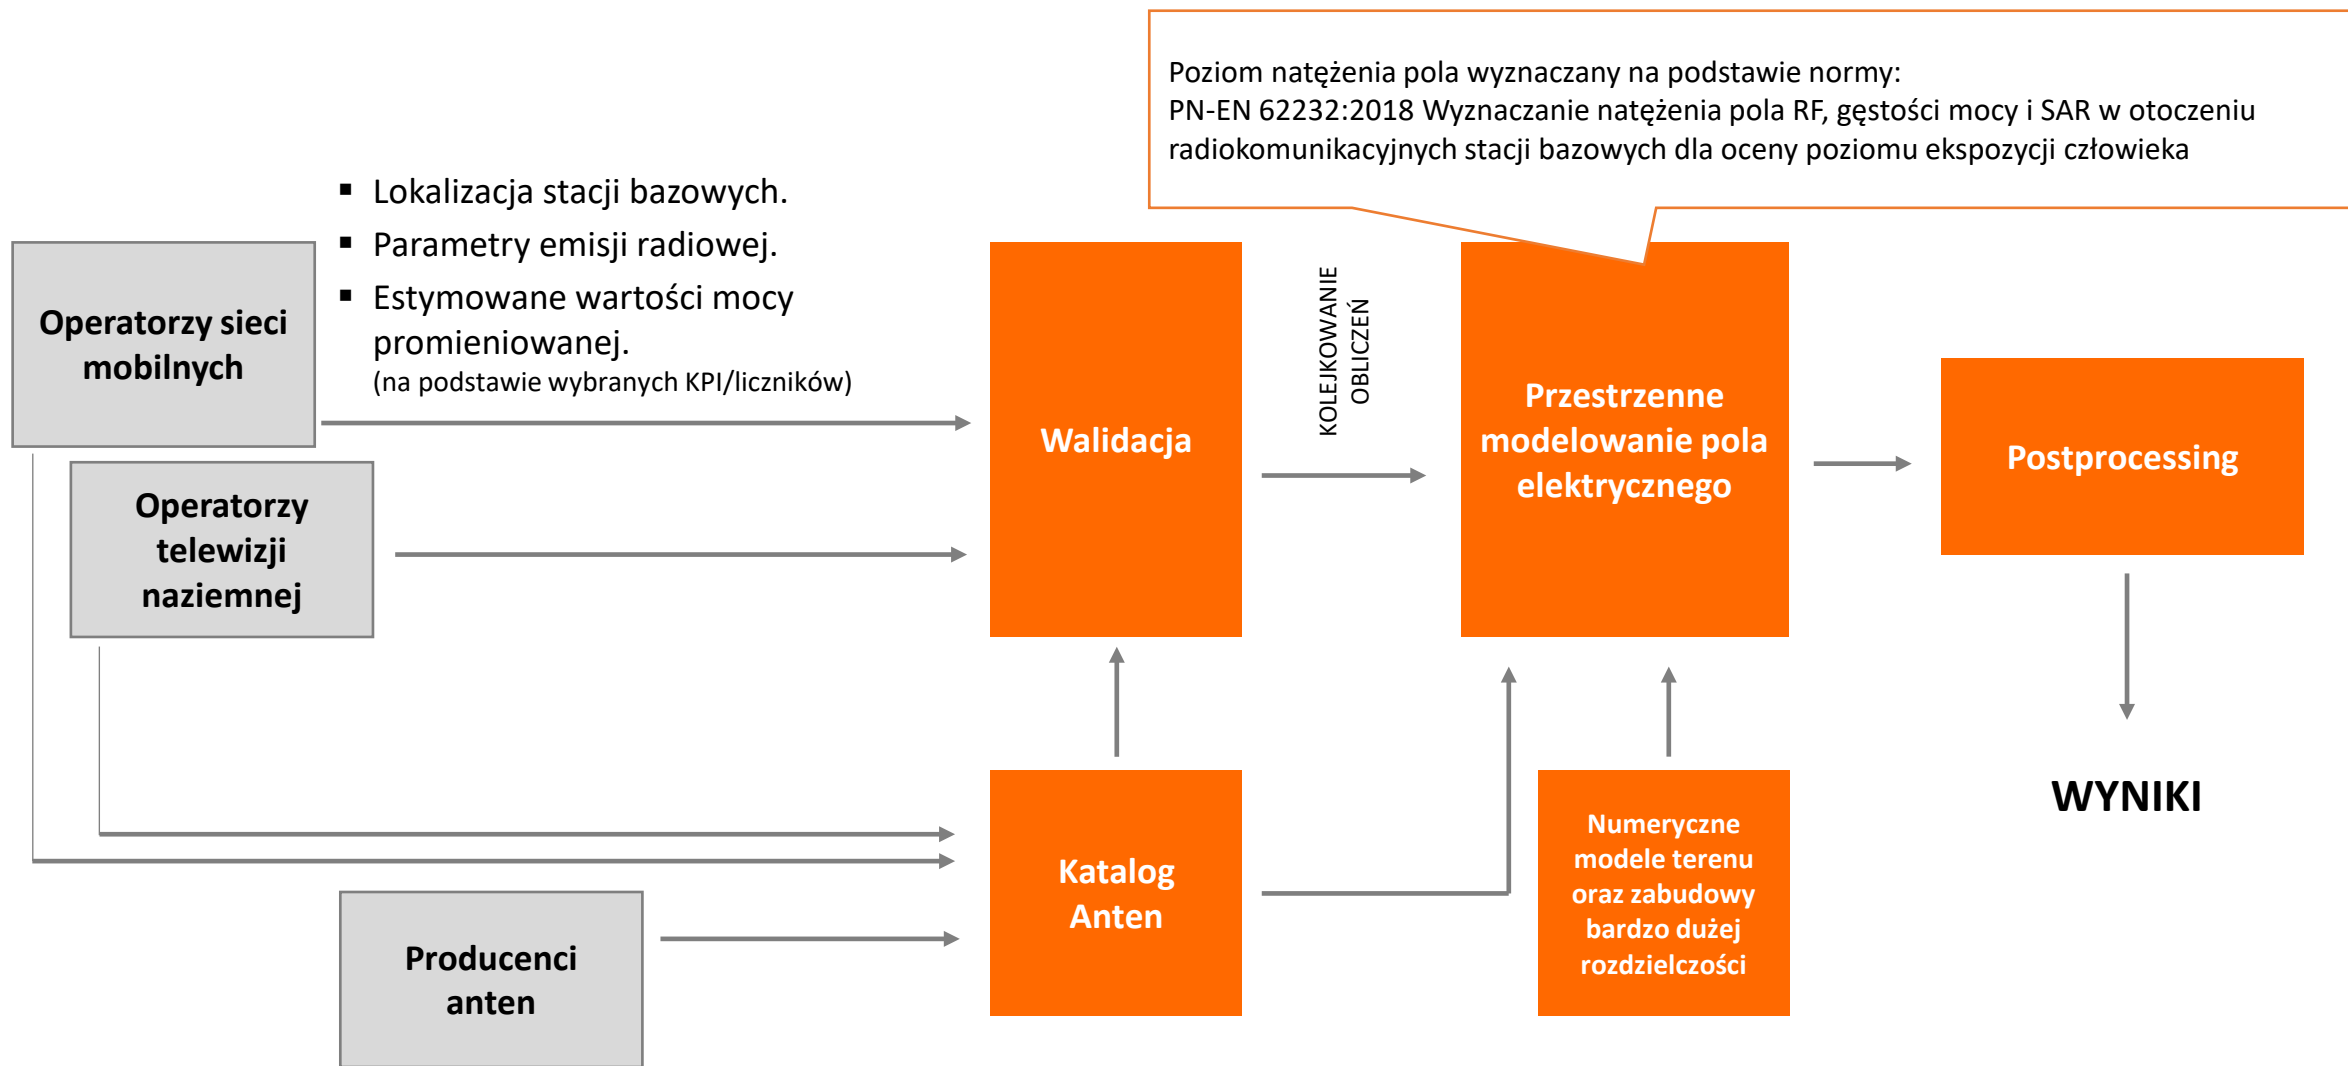 Poziom natężenia pola wyznaczany na podstawie normy:
PN-EN 62232:2018 Wyznaczanie natężenia pola RF, gęstości mocy i SAR w otoczeniu
radiokomunikacyjnych stacji bazowych dla oceny poziomu ekspozycji człowieka
▪ Lokalizacja stacji bazowych.
▪ Parametry emisji radiowej.
▪ Estymowane wartości mocy
promieniowanej.
(na podstawie wybranych KPI/liczników)
Operatorzy sieci
mobilnych
Operatorzy
telewizji
naziemnej
Walidacja
KOLEJKOWANIE
OBLICZEŃ
Przestrzenne
modelowanie pola
elektrycznego
Postprocessing
WYNIKI
Producenci
anten
Katalog
Anten
Numeryczne
modele terenu
oraz zabudowy
bardzo dużej
rozdzielczości